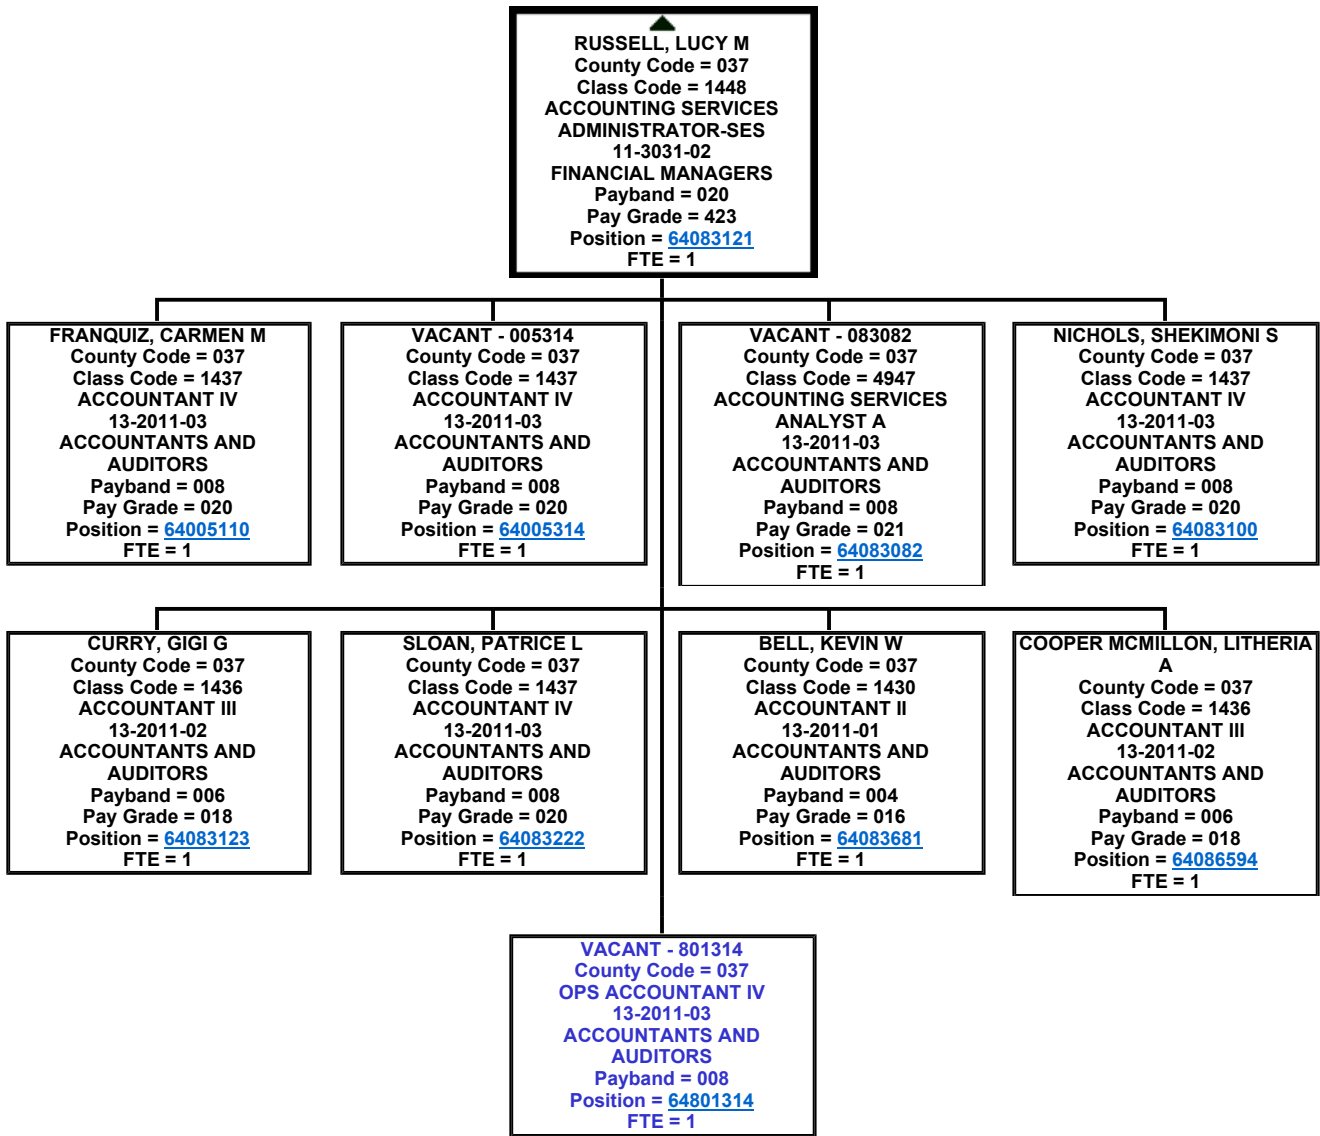 RUSSELL, LUCY M
County Code = 037
Class Code = 1448
ACCOUNTING SERVICES
ADMINISTRATOR-SES
11-3031-02
FINANCIAL MANAGERS
Payband = 020
Pay Grade = 423
Position = 64083121
FTE = 1
FRANQUIZ, CARMEN M
County Code = 037
Class Code = 1437
ACCOUNTANT IV
13-2011-03
ACCOUNTANTS AND
AUDITORS
Payband = 008
Pay Grade = 020
Position = 64005110
FTE = 1
VACANT - 005314
County Code = 037
Class Code = 1437
ACCOUNTANT IV
13-2011-03
ACCOUNTANTS AND
AUDITORS
Payband = 008
Pay Grade = 020
Position = 64005314
FTE = 1
VACANT - 083082
County Code = 037
Class Code = 4947
ACCOUNTING SERVICES
ANALYST A
13-2011-03
ACCOUNTANTS AND
AUDITORS
Payband = 008
Pay Grade = 021
Position = 64083082
FTE = 1
NICHOLS, SHEKIMONI S
County Code = 037
Class Code = 1437
ACCOUNTANT IV
13-2011-03
ACCOUNTANTS AND
AUDITORS
Payband = 008
Pay Grade = 020
Position = 64083100
FTE = 1
CURRY, GIGI G
County Code = 037
Class Code = 1436
ACCOUNTANT III
13-2011-02
ACCOUNTANTS AND
AUDITORS
Payband = 006
Pay Grade = 018
Position = 64083123
FTE = 1
SLOAN, PATRICE L
County Code = 037
Class Code = 1437
ACCOUNTANT IV
13-2011-03
ACCOUNTANTS AND
AUDITORS
Payband = 008
Pay Grade = 020
Position = 64083222
FTE = 1
BELL, KEVIN W
County Code = 037
Class Code = 1430
ACCOUNTANT II
13-2011-01
ACCOUNTANTS AND
AUDITORS
Payband = 004
Pay Grade = 016
Position = 64083681
FTE = 1
COOPER MCMILLON, LITHERIA
A
County Code = 037
Class Code = 1436
ACCOUNTANT III
13-2011-02
ACCOUNTANTS AND
AUDITORS
Payband = 006
Pay Grade = 018
Position = 64086594
FTE = 1
VACANT - 801314
County Code = 037
OPS ACCOUNTANT IV
13-2011-03
ACCOUNTANTS AND
AUDITORS
Payband = 008
Position = 64801314
FTE = 1